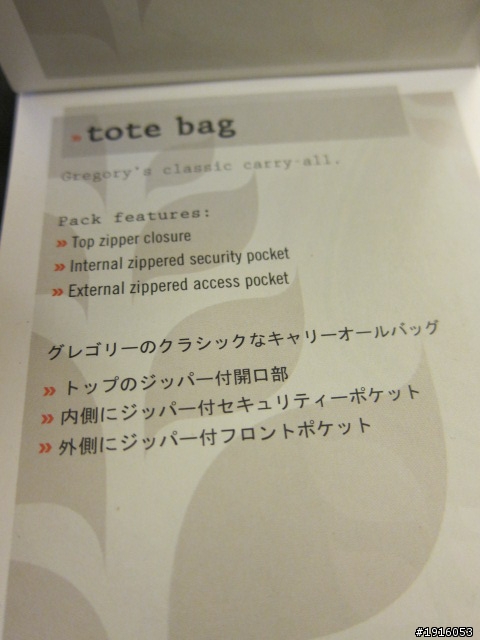 » tote bag
Gregory's classic carry-all.
Pack features:
» Top zipper closure
» Internal zippered security pocket
» External zippered access pocket
グレゴリーのクラシックなキャリーオールバッグ
» トップのジッパー付開口部
» 内側にジッパー付セキュリティーポケット
» 外側にジッパー付フロントポケット
#1916053